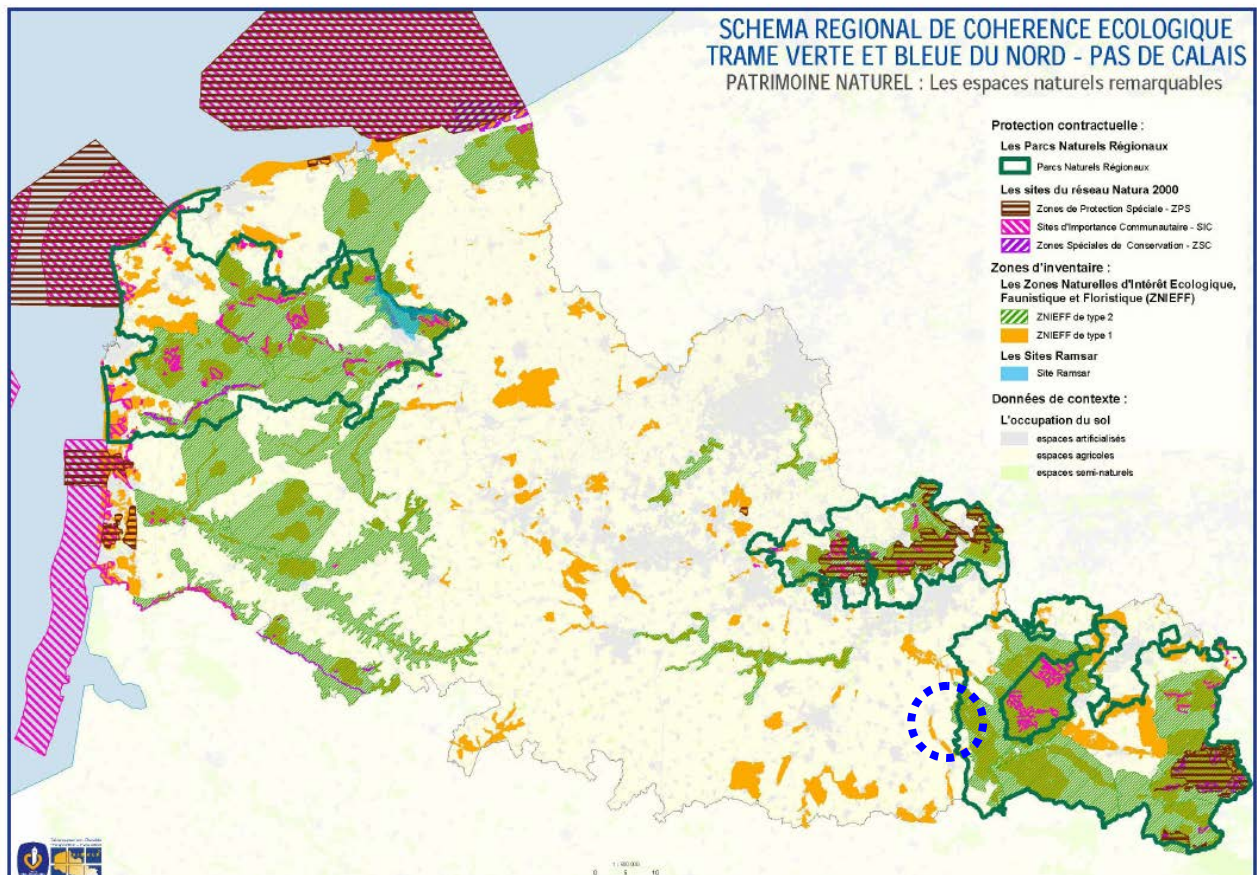 SCHEMA REGIONAL DE COHERENCE ECOLOGIQUE
TRAME VERTE ET BLEUE DU NORD - PAS DE CALAIS
PATRIMOINE NATUREL : Les espaces naturels remarquables
Protection contractuelle :
Les Parcs Naturels Régionaux
Parcs Naturels Régionaux
Les sites du réseau Natura 2000
Zones de Protection Spéciale - ZPS
Sites d'Importance Communautaire - SIC
Zones Spéciales de Conservation - ZSC
Zones d'inventaire :
Les Zones Naturelles d'Intérêt Ecologique,
Faunistique et Floristique (ZNIEFF)
ZNIEFF de type 2
ZNIEFF de type 1
Les Sites Ramsar
Site Ramsar
Données de contexte :
L'occupation du sol
espaces artificialisés
espaces agricoles
espaces semi-naturels
0 5 10